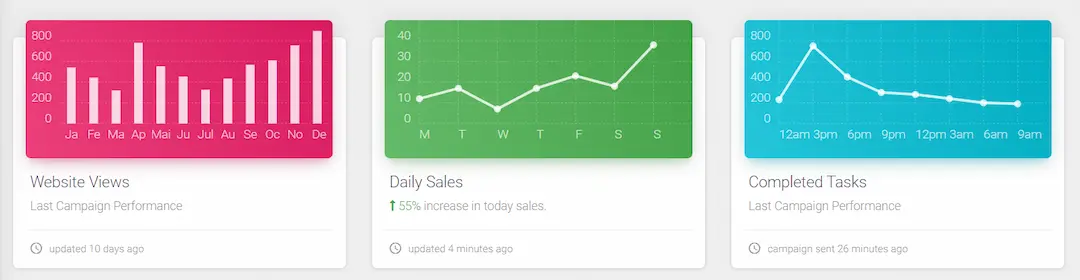 800
600
400
200
0
Ja Fe Ma Ap Mai Ju Jul Au Se Oc No De
Website Views
Last Campaign Performance
updated 10 days ago
40
30
20
10
0
M T W T F S S
Daily Sales
55% increase in today sales.
updated 4 minutes ago
800
600
400
200
0
12am 3pm 6pm 9pm 12pm 3am 6am 9am
Completed Tasks
Last Campaign Performance
campaign sent 26 minutes ago